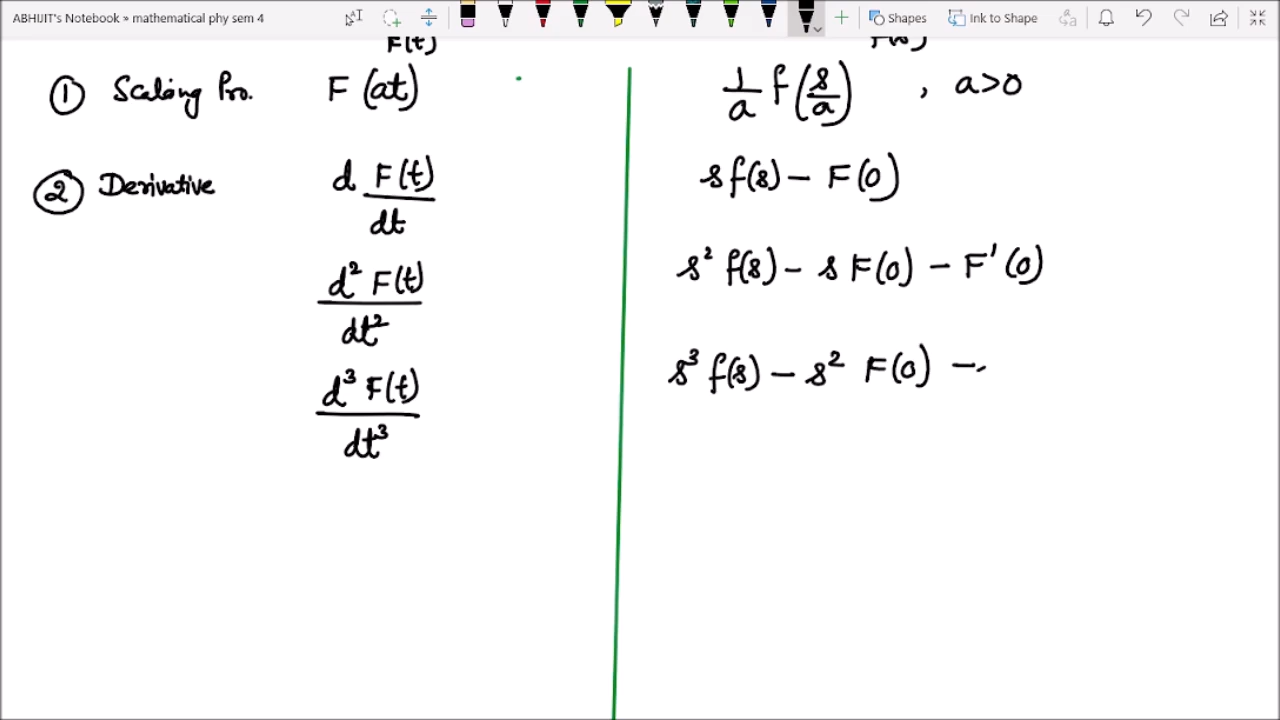 ABHIJIT's Notebook » mathematical phy sem 4
Shapes
Ink to Shape
F(t)
① Scaling Pro. F(at) 1/a f(s/a) , a>0
② Derivative d F(t)/dt sf(s) - F(0)
d² F(t)/dt² s² f(s) - s F(0) - F'(0)
d³ F(t)/dt³ s³ f(s) - s² F(0) -